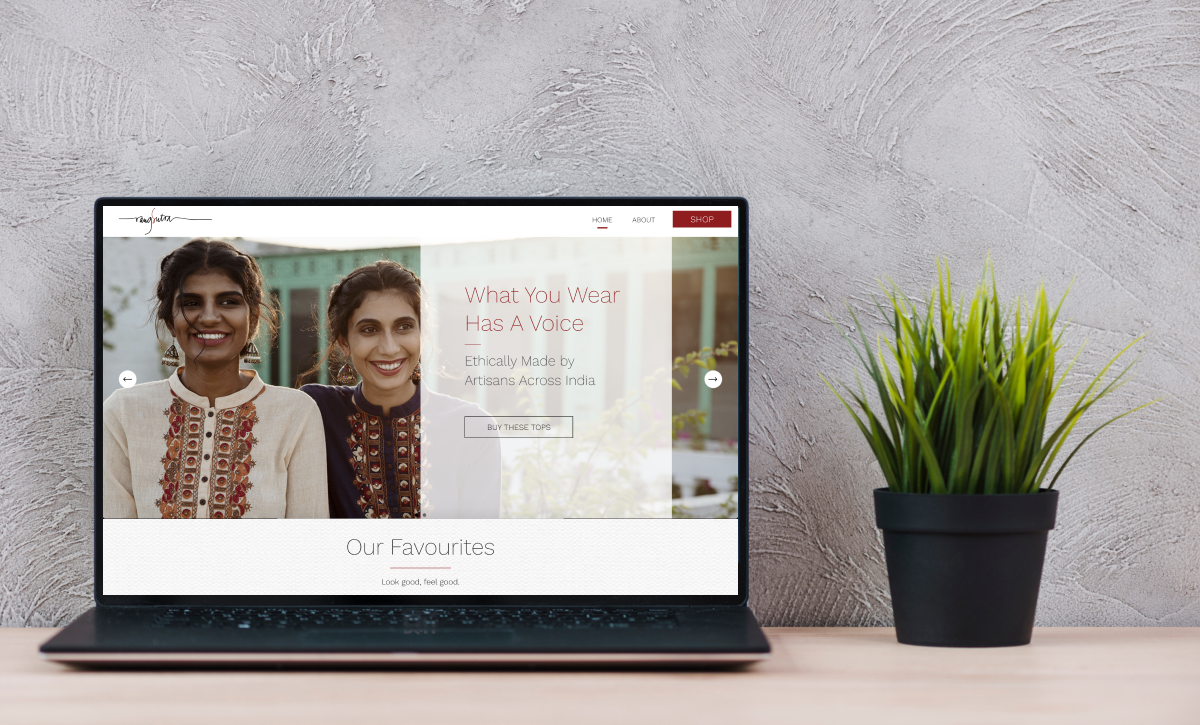 rangsutra
HOME
ABOUT
SHOP
What You Wear
Has A Voice
Ethically Made by
Artisans Across India
BUY THESE TOPS
Our Favourites
Look good, feel good.